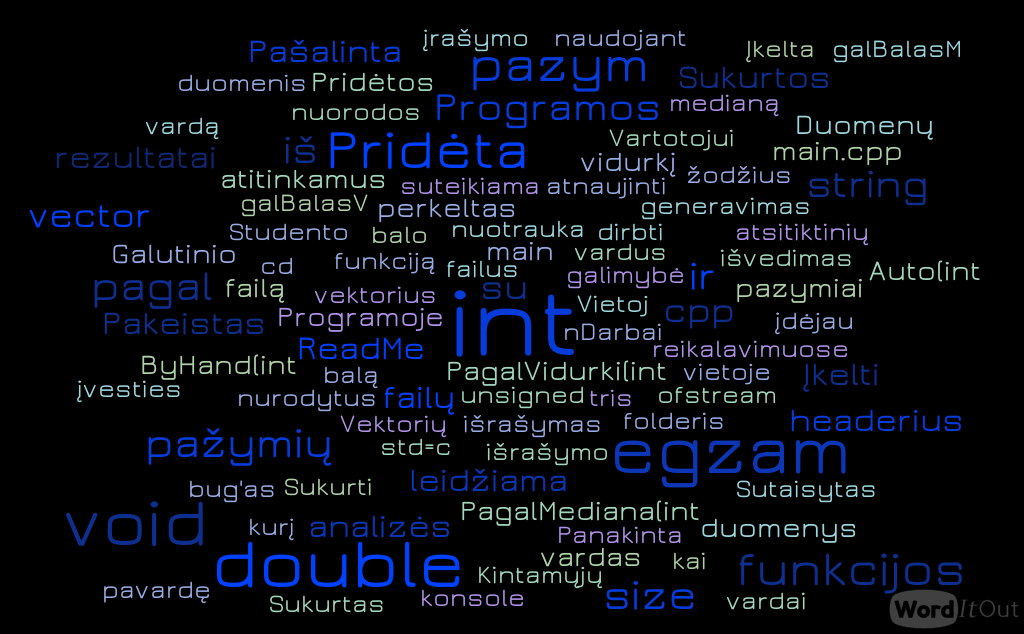 įrašymo naudojant
Pašalinta Įkelta galBalasM
pazym
duomenis Pridėtos Sukurtos
nuorodos Programos medianą
vardą Vartotojui Duomenų
rezultatai iš Pridėta vidurkį main.cpp
atitinkamus suteikiama atnaujinti žodžius string
vector galBalasV perkeltas generavimas
Studento balo nuotrauka dirbti atsitiktinių
Galutinio main vardus išvedimas
cd funkciją failus galimybė ir Auto(int
pagal failą vektorius su pazymiai
Vietoj cpp
Pakeistas Programoje int nDarbai įdėjau
ReadMe reikalavimuose
ByHand(int balą PagalVidurki(int vietoje Įkelti
įvesties nurodytus failų unsigned tris ofstream
Vektorių išrašymas folderis headerius
pažymių std=c išrašymo egzam
bug'as Sukurti leidžiama Sutaisytas
void kurį analizės PagalMediana(int duomenys
Panakinta
double vardas kai funkcijos
pavardę Kintamųjų
Sukurtas konsole size vardai
WordItOut